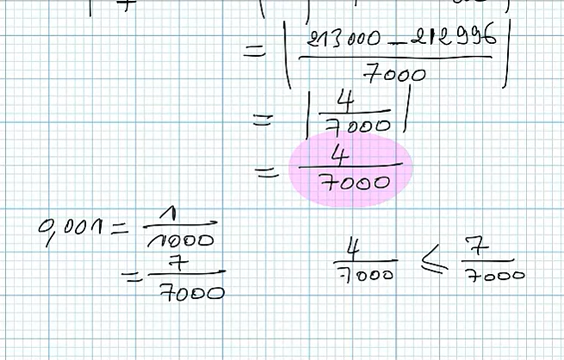 = | 213000 - 212996 / 7000 |
= | 4 / 7000 |
= 4 / 7000
0,001 = 1 / 1000
= 7 / 7000
4 / 7000 ≤ 7 / 7000